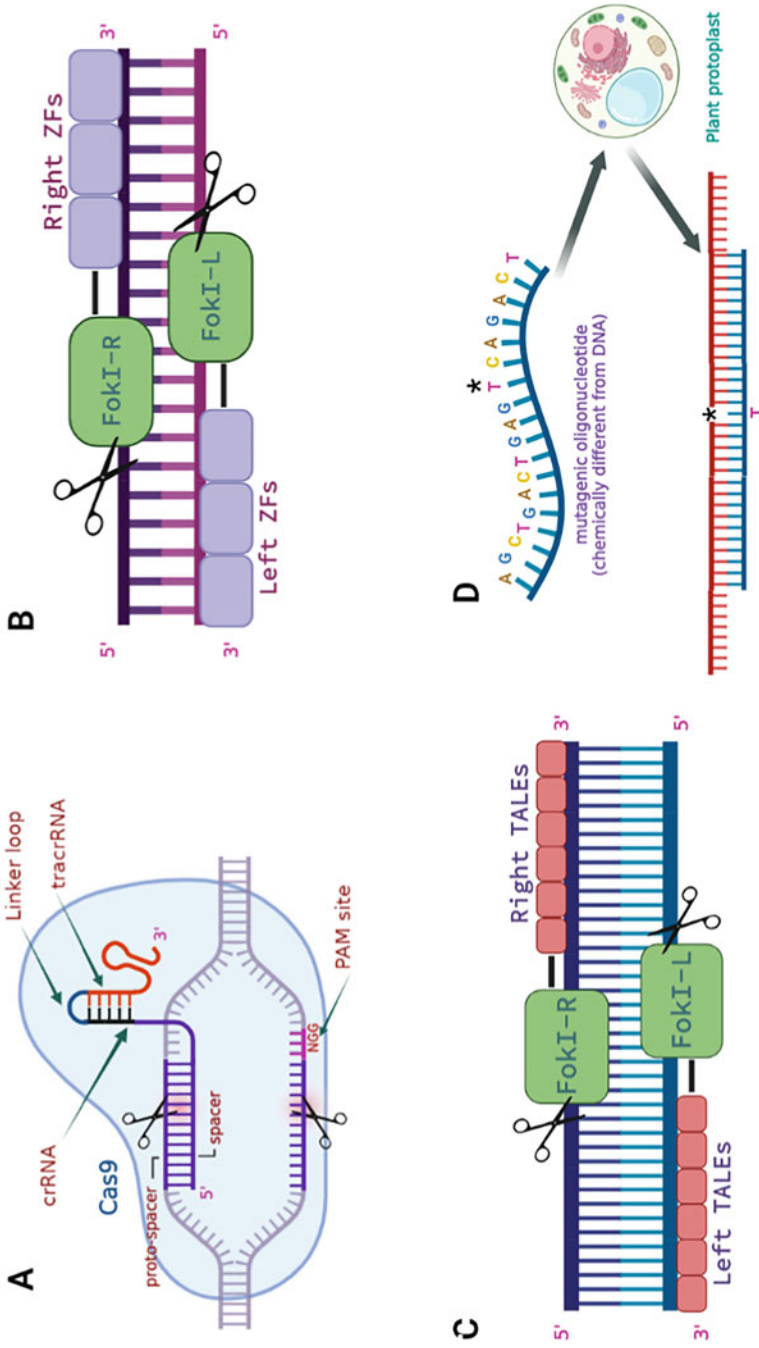 A
Linker loop
crRNA
tracrRNA
Cas9
3'
proto-spacer
5'
spacer
NGG
PAM site
B
Right ZFs
5'
3'
FokI-R
FokI-L
3'
5'
Left ZFs
C
Right TALEs
5'
3'
FokI-R
FokI-L
3'
5'
Left TALEs
D
*
AGCTGACTGAGTCAGACT
mutagenic oligonucleotide
(chemically different from DNA)
Plant protoplast
*
T